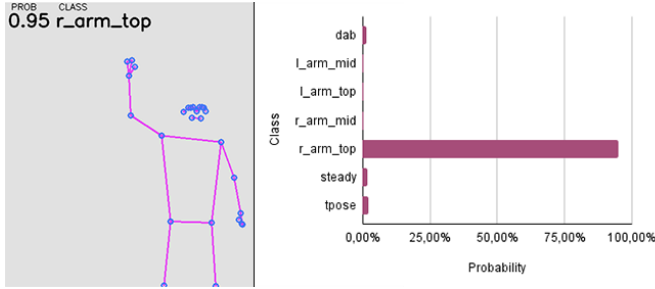 PROB CLASS
0.95 r_arm_top
Class
dab
l_arm_mid
l_arm_top
r_arm_mid
r_arm_top
steady
tpose
0,00% 25,00% 50,00% 75,00% 100,00%
Probability